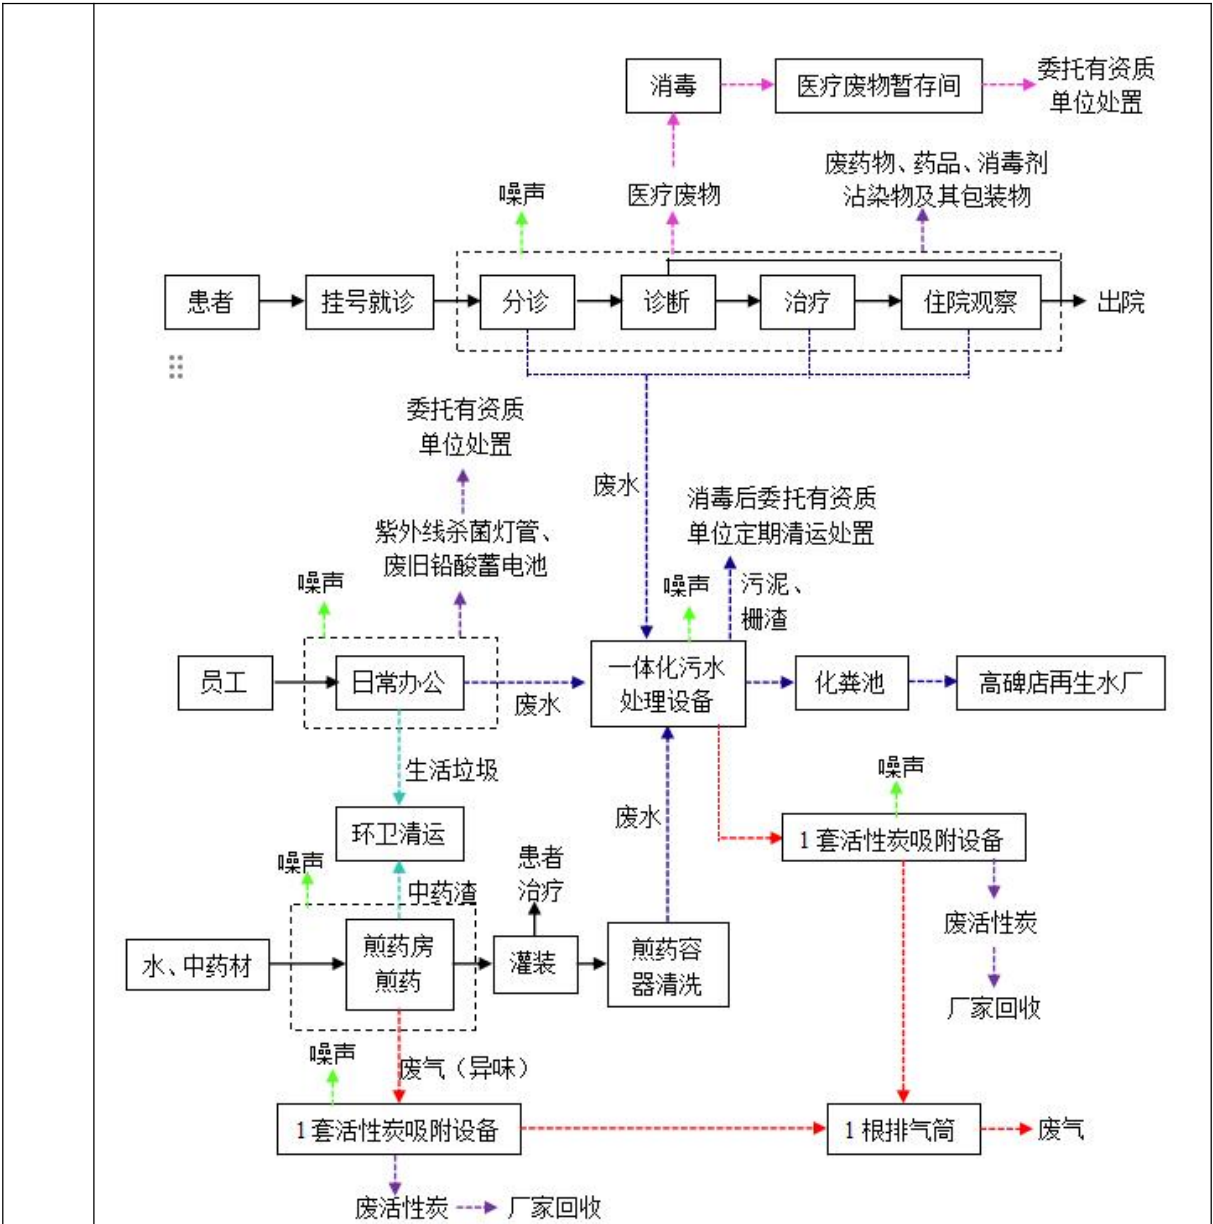 消毒
医疗废物暂存间
委托有资质
单位处置
废药物、药品、消毒剂
沾染物及其包装物
噪声
医疗废物
患者
挂号就诊
分诊
诊断
治疗
住院观察
出院
委托有资质
单位处置
废水
消毒后委托有资质
单位定期清运处置
紫外线杀菌灯管、
废旧铅酸蓄电池
噪声
噪声
污泥、
栅渣
员工
日常办公
废水
一体化污水
处理设备
化粪池
高碑店再生水厂
生活垃圾
噪声
环卫清运
废水
1套活性炭吸附设备
噪声
中药渣
患者
治疗
废活性炭
水、中药材
煎药房
煎药
灌装
煎药容
器清洗
厂家回收
噪声
废气（异味）
1套活性炭吸附设备
1根排气筒
废气
废活性炭
厂家回收